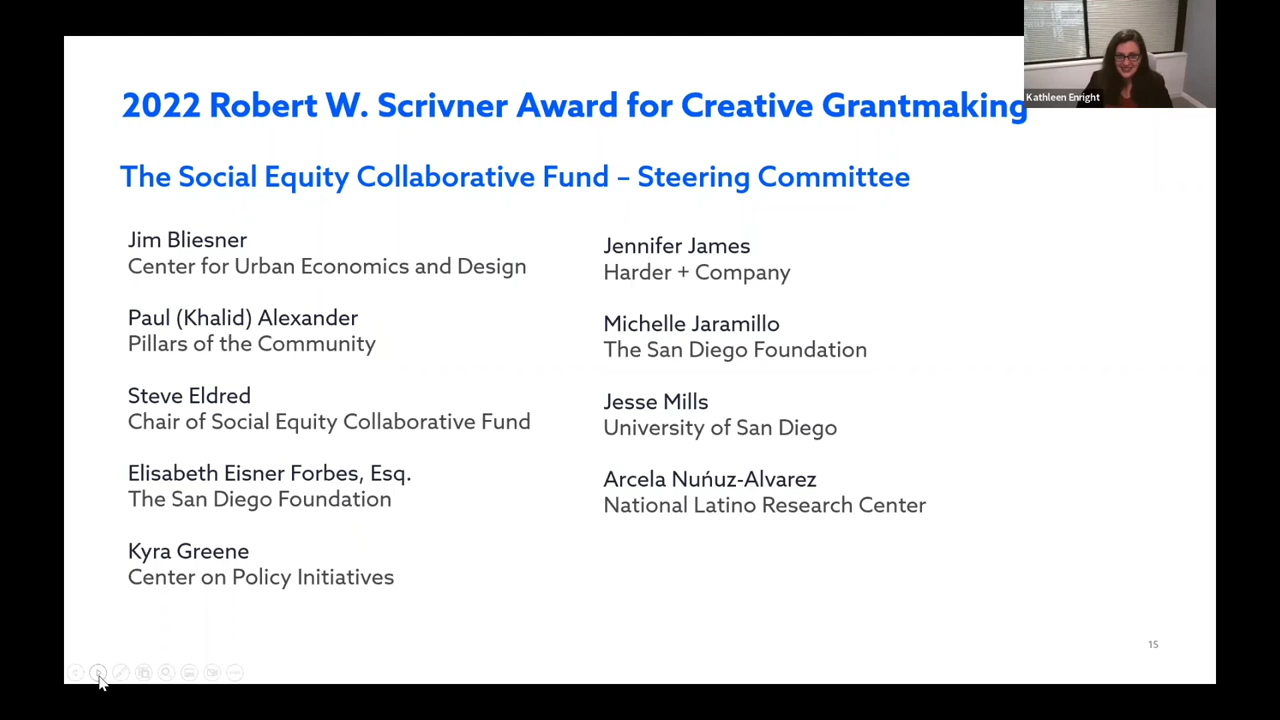 2022 Robert W. Scrivner Award for Creative Grantmaking
Kathleen Enright
The Social Equity Collaborative Fund – Steering Committee
Jim Bliesner
Center for Urban Economics and Design
Paul (Khalid) Alexander
Pillars of the Community
Steve Eldred
Chair of Social Equity Collaborative Fund
Elisabeth Eisner Forbes, Esq.
The San Diego Foundation
Kyra Greene
Center on Policy Initiatives
Jennifer James
Harder + Company
Michelle Jaramillo
The San Diego Foundation
Jesse Mills
University of San Diego
Arcela Nuńuz-Alvarez
National Latino Research Center
15